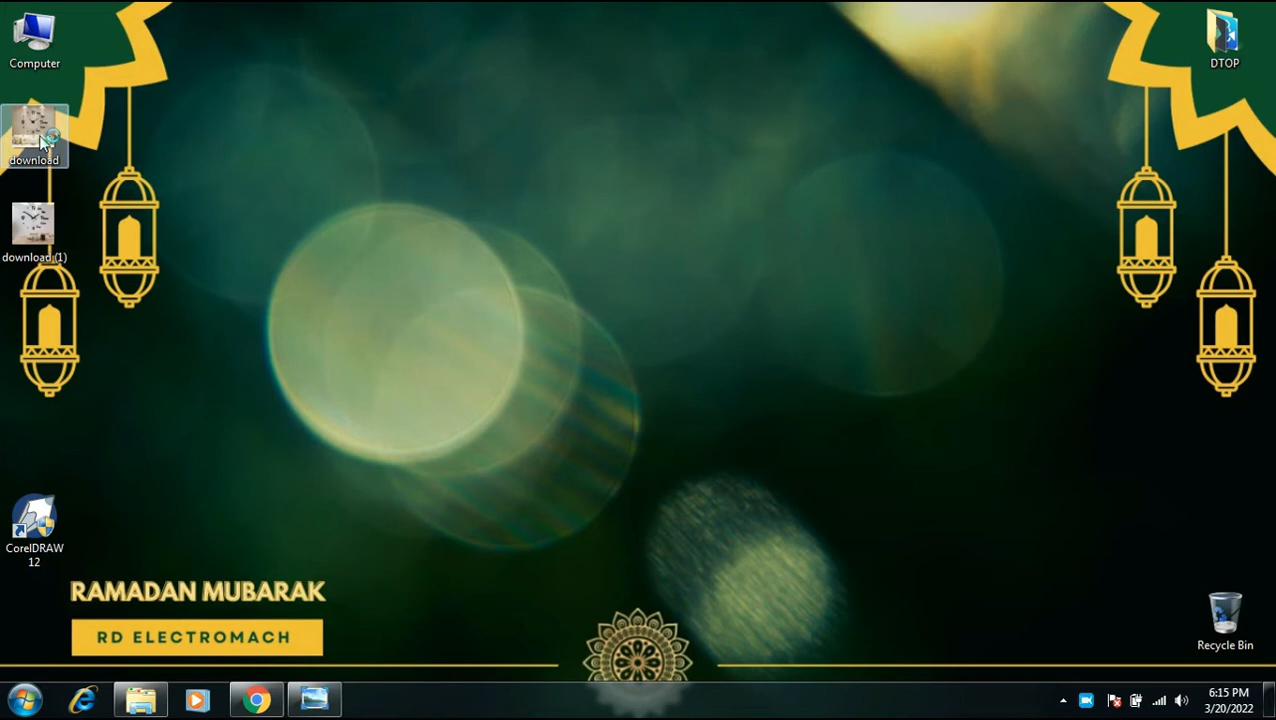 Computer
DTOP
download
download (1)
CorelDRAW
12
RAMADAN MUBARAK
RD ELECTROMACH
Recycle Bin
6:15 PM
3/20/2022